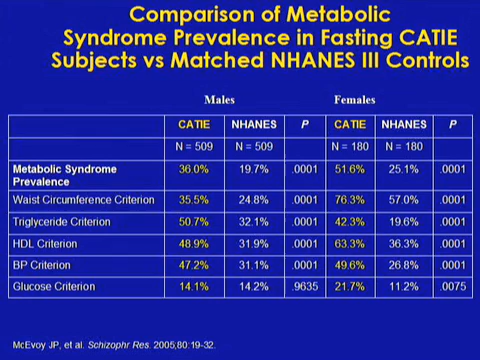 Comparison of Metabolic
Syndrome Prevalence in Fasting CATIE
Subjects vs Matched NHANES III Controls
Males Females
CATIE NHANES P CATIE NHANES P
N = 509 N = 509 N = 180 N = 180
Metabolic Syndrome
Prevalence 36.0% 19.7% .0001 51.6% 25.1% .0001
Waist Circumference Criterion 35.5% 24.8% .0001 76.3% 57.0% .0001
Triglyceride Criterion 50.7% 32.1% .0001 42.3% 19.6% .0001
HDL Criterion 48.9% 31.9% .0001 63.3% 36.3% .0001
BP Criterion 47.2% 31.1% .0001 49.6% 26.8% .0001
Glucose Criterion 14.1% 14.2% .9635 21.7% 11.2% .0075
McEvoy JP, et al. Schizophr Res. 2005;80:19-32.